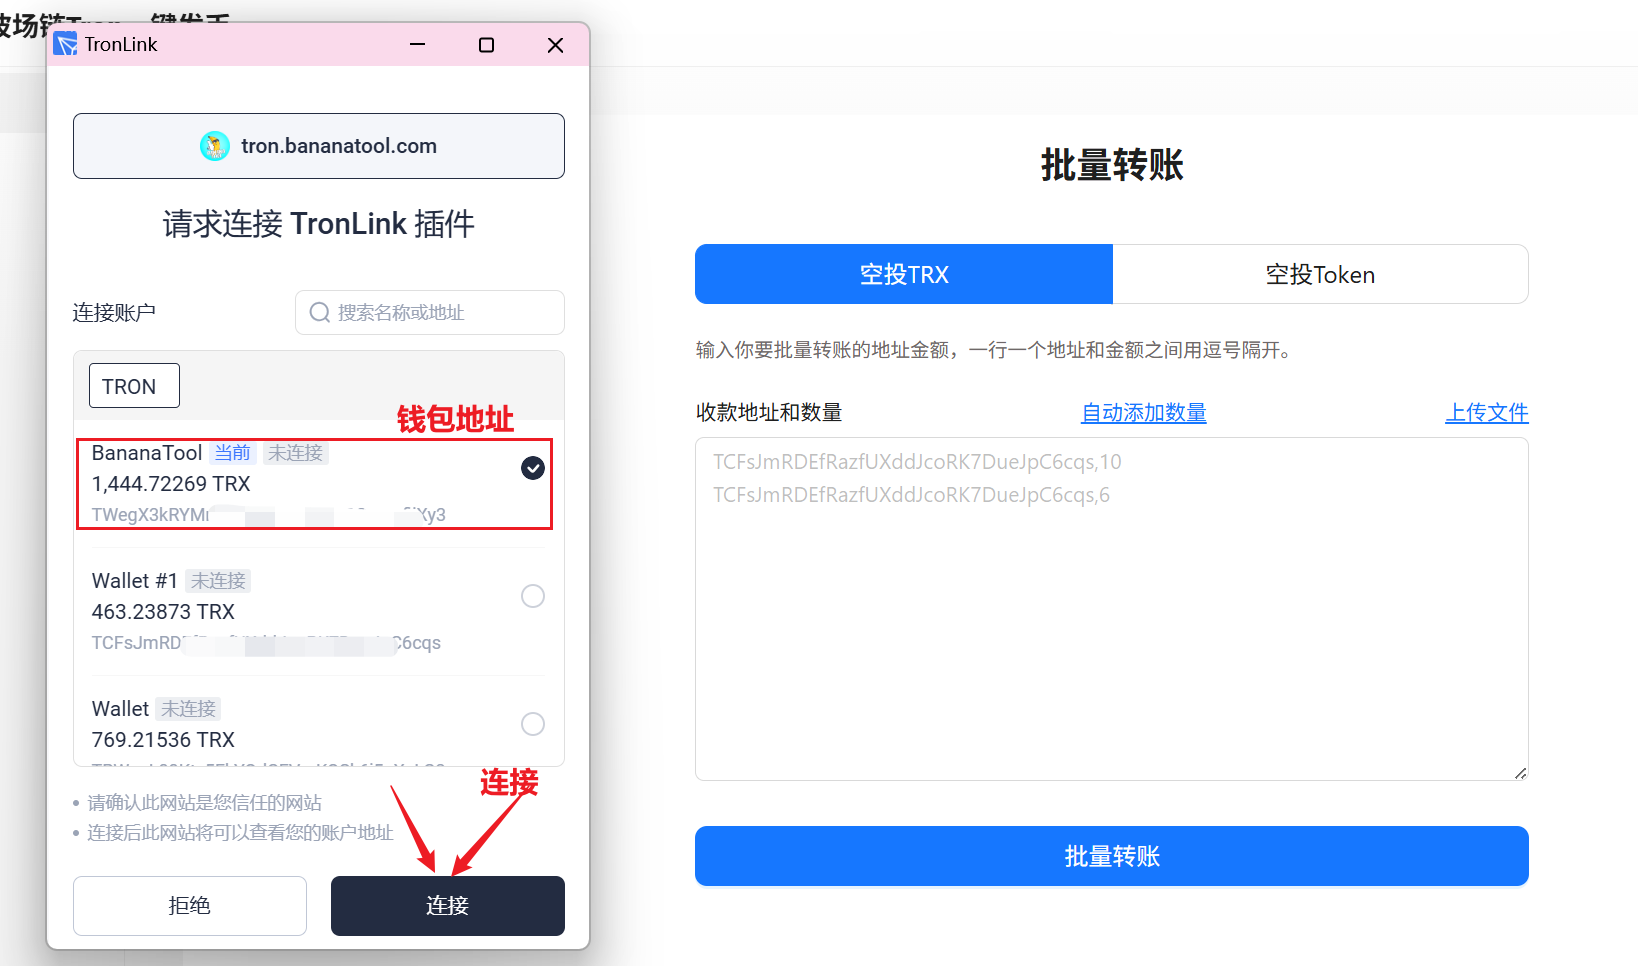 TronLink
tron.bananatool.com
请求连接 TronLink 插件
连接账户
搜索名称或地址
TRON
钱包地址
BananaTool 当前 未连接
1,444.72269 TRX
TWegX3kRYM
Xy3
Wallet #1 未连接
463.23873 TRX
TCFsJmRD
C6cqs
Wallet 未连接
769.21536 TRX
连接
请确认此网站是您信任的网站
连接后此网站将可以查看您的账户地址
拒绝
连接
批量转账
空投TRX
空投Token
输入你要批量转账的地址金额，一行一个地址和金额之间用逗号隔开。
收款地址和数量
自动添加数量
上传文件
TCFsJmRDEfRazfUXddJcoRK7DueJpC6cqs,10
TCFsJmRDEfRazfUXddJcoRK7DueJpC6cqs,6
批量转账